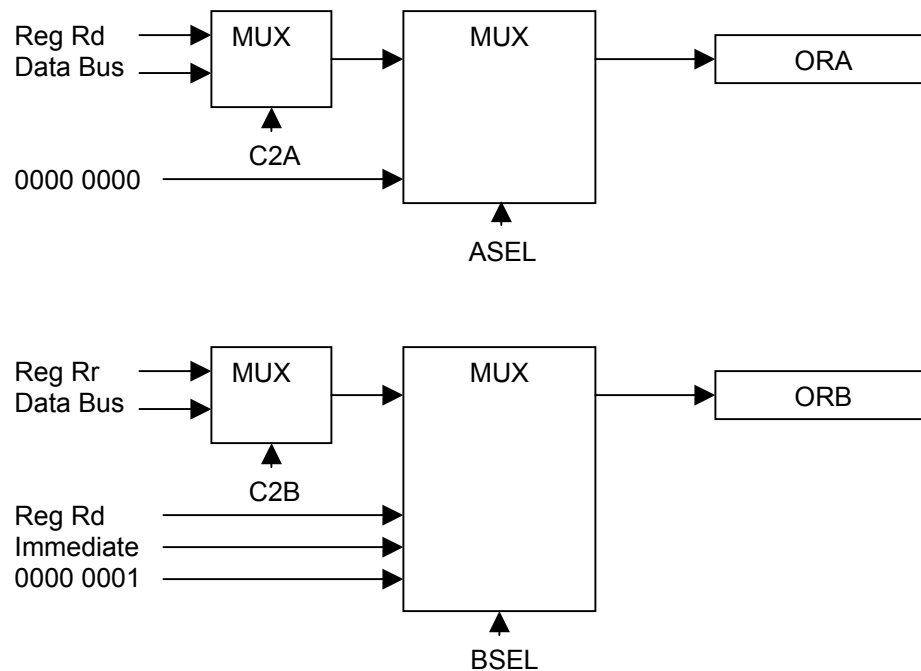 Reg Rd
Data Bus
MUX
MUX
ORA
C2A
0000 0000
ASEL
Reg Rr
Data Bus
MUX
MUX
ORB
C2B
Reg Rd
Immediate
0000 0001
BSEL